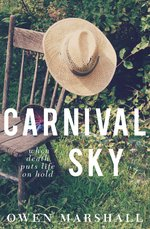 CARNIVAL
SKY
when
death
puts life
on hold
OWEN MARSHALL